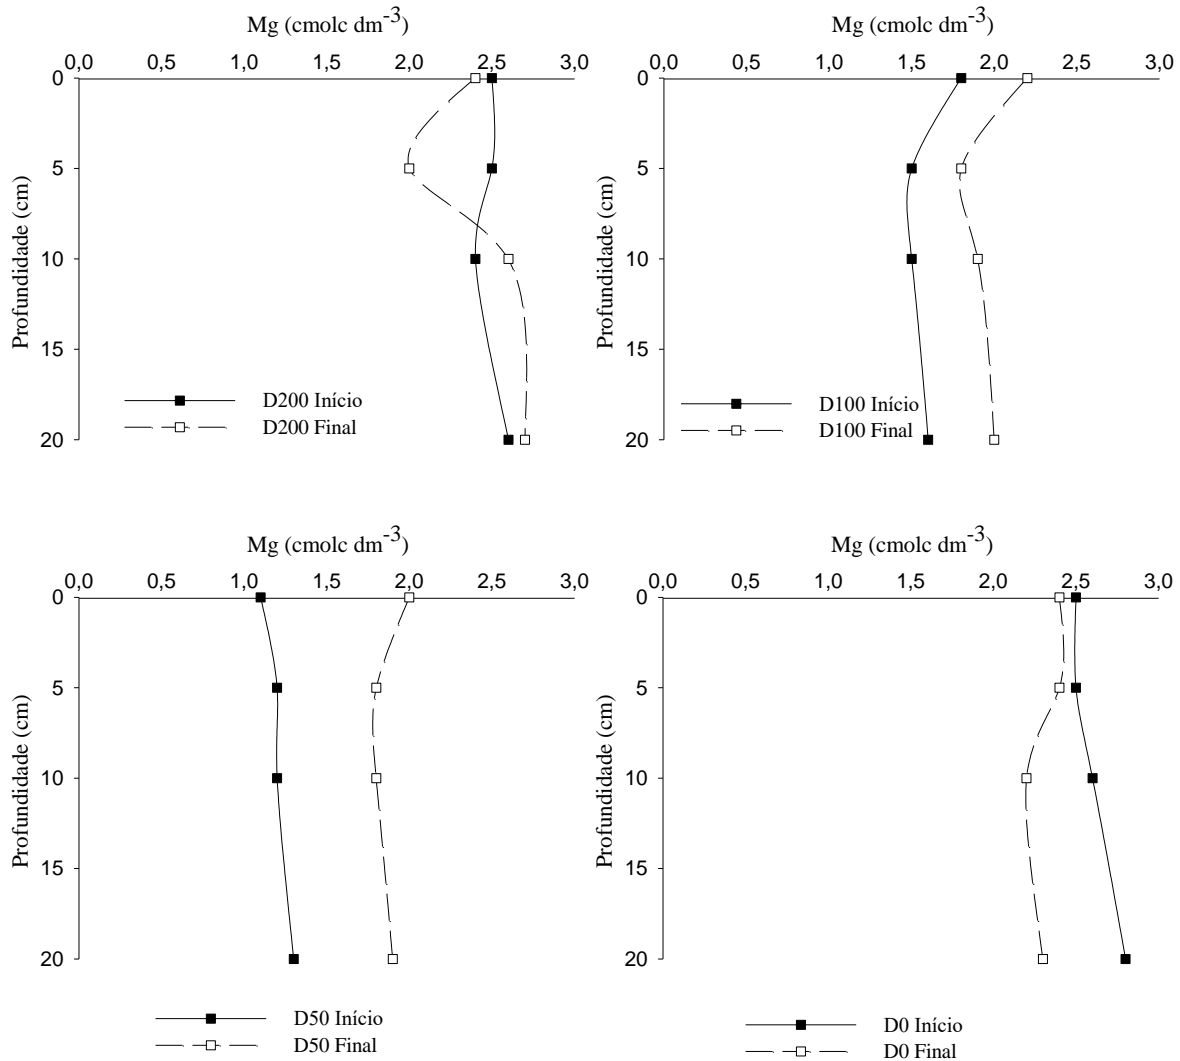 Mg (cmolc dm-3)
0,0 0,5 1,0 1,5 2,0 2,5 3,0
0
5
10
15
20
Profundidade (cm)
D200 Início
D200 Final
Mg (cmolc dm-3)
0,0 0,5 1,0 1,5 2,0 2,5 3,0
0
5
10
15
20
Profundidade (cm)
D100 Início
D100 Final
Mg (cmolc dm-3)
0,0 0,5 1,0 1,5 2,0 2,5 3,0
0
5
10
15
20
Profundidade (cm)
D50 Início
D50 Final
Mg (cmolc dm-3)
0,0 0,5 1,0 1,5 2,0 2,5 3,0
0
5
10
15
20
Profundidade (cm)
D0 Início
D0 Final